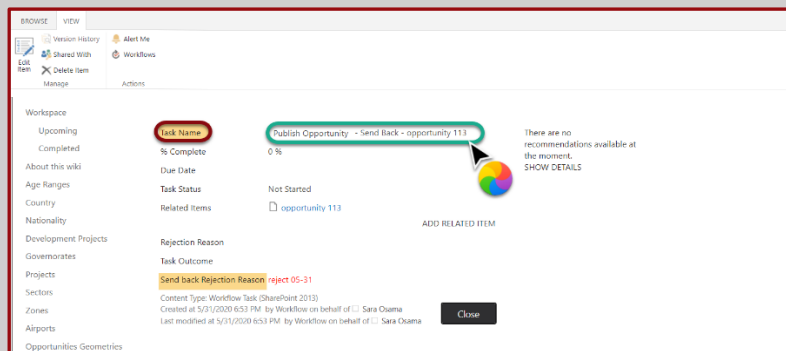 BROWSE VIEW
Version History
Shared With
Delete Item
Edit
Item
Manage
Alert Me
Workflows
Actions
Workspace
Upcoming
Completed
About this wiki
Age Ranges
Country
Nationality
Development Projects
Governorates
Projects
Sectors
Zones
Airports
Opportunities Geometries
Task Name Publish Opportunity - Send Back - opportunity 113
% Complete 0 %
Due Date
Task Status Not Started
Related Items opportunity 113
ADD RELATED ITEM
Rejection Reason
Task Outcome
Send back Rejection Reason reject 05-31
Content Type: Workflow Task (SharePoint 2013)
Created at 5/31/2020 6:53 PM by Workflow on behalf of Sara Osama
Last modified at 5/31/2020 6:53 PM by Workflow on behalf of Sara Osama
Close
There are no
recommendations available at
the moment.
SHOW DETAILS